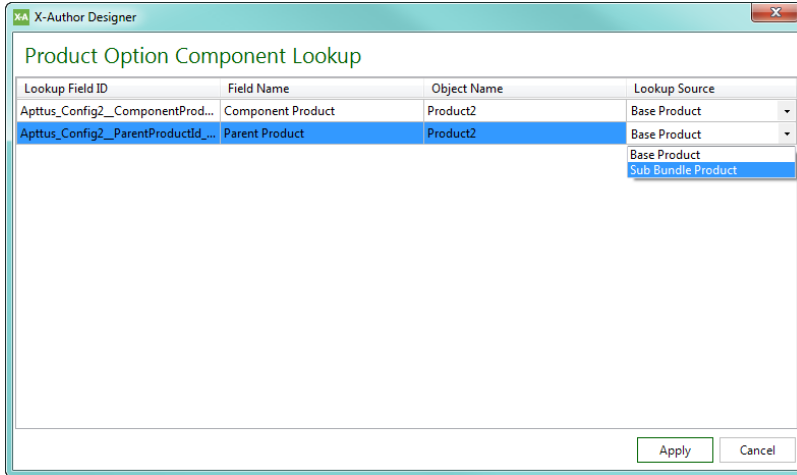 XA X-Author Designer
Product Option Component Lookup
Lookup Field ID Field Name Object Name Lookup Source
Apttus_Config2__ComponentProd... Component Product Product2 Base Product
Apttus_Config2__ParentProductId_... Parent Product Product2 Base Product
Base Product
Sub Bundle Product
Apply Cancel